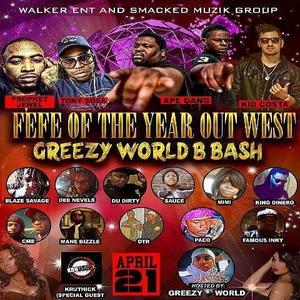 WALKER ENT AND SMACKED MUZIK GROUP
PROPHET JEWEL
TONY SOSA
APE GANG
KID COSTA
FEFE OF THE YEAR OUT WEST
GREEZY WORLD B BASH
BLAZE SAVAGE
DEE NEVELS
DU DIRTY
SAUCE
MIMI
KING DINERO
CME
MANE BIZZLE
OTR
PACO
FAMOUS INKY
KRUTHICK
(SPECIAL GUEST
APRIL
21
HOSTED BY:
GREEZY WORLD